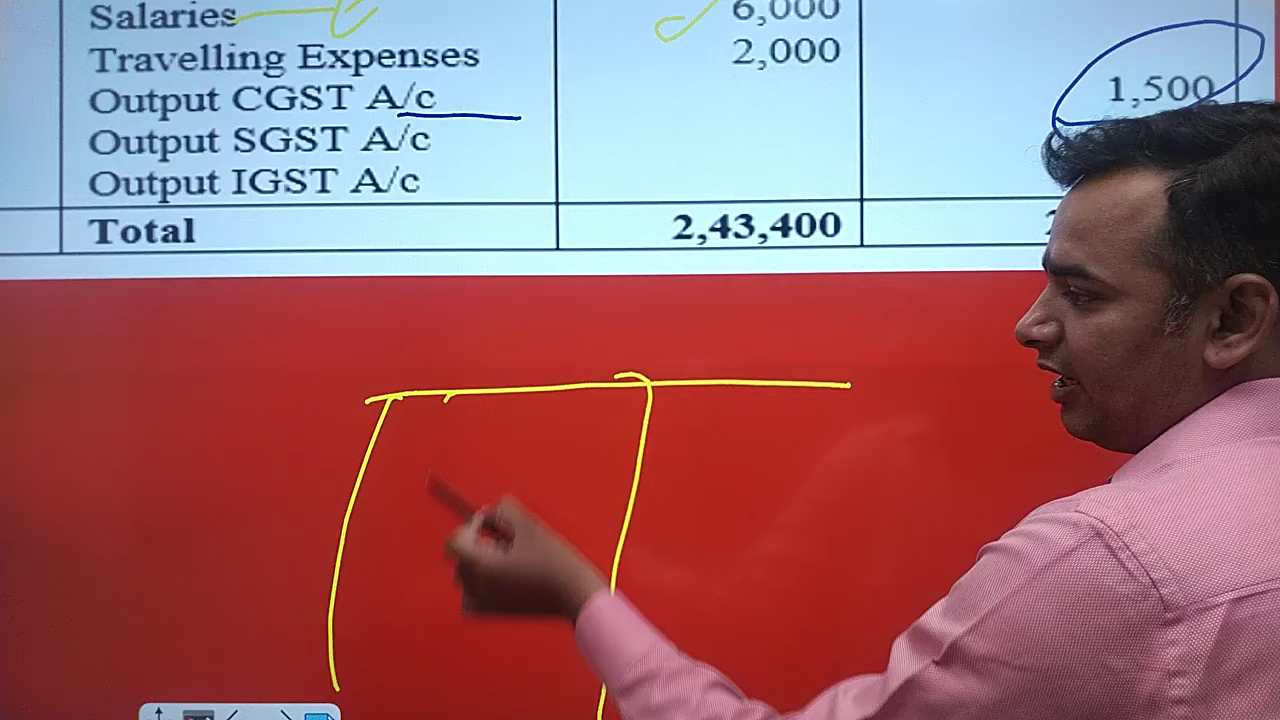 Salaries 6,000
Travelling Expenses 2,000
Output CGST A/c 1,500
Output SGST A/c
Output IGST A/c
Total 2,43,400